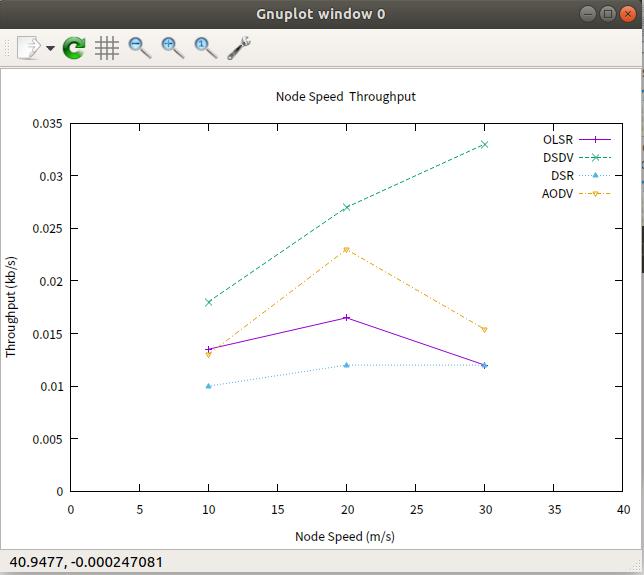 Gnuplot window 0
Node Speed  Throughput
OLSR
DSDV
DSR
AODV
0.035
0.03
0.025
0.02
0.015
0.01
0.005
0
Throughput (kb/s)
0 5 10 15 20 25 30 35 40
Node Speed (m/s)
40.9477, -0.000247081